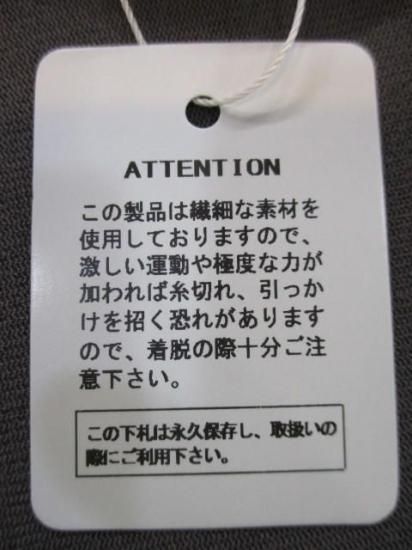 ATTENTION
この製品は繊細な素材を
使用しておりますので、
激しい運動や極度な力が
加われば糸切れ、引っか
けを招く恐れがあります
ので、着脱の際十分ご注
意下さい。
この下札は永久保存し、取扱いの
際にご利用下さい。